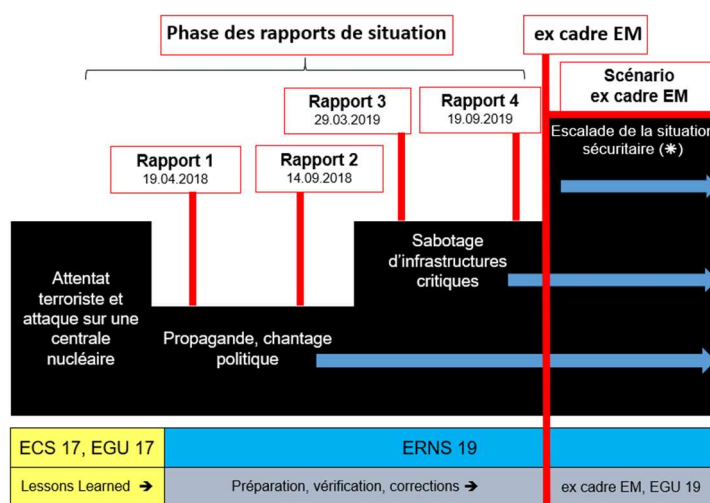 Phase des rapports de situation
ex cadre EM
Scénario
ex cadre EM
Rapport 3
29.03.2019
Rapport 4
19.09.2019
Rapport 1
19.04.2018
Rapport 2
14.09.2018
Escalade de la situation
sécuritaire (✱)
Attentat
terroriste et
attaque sur une
centrale
nucléaire
Propagande, chantage
politique
Sabotage
d'infrastructures
critiques
ECS 17, EGU 17
ERNS 19
Lessons Learned ➔
Préparation, vérification, corrections ➔
ex cadre EM, EGU 19